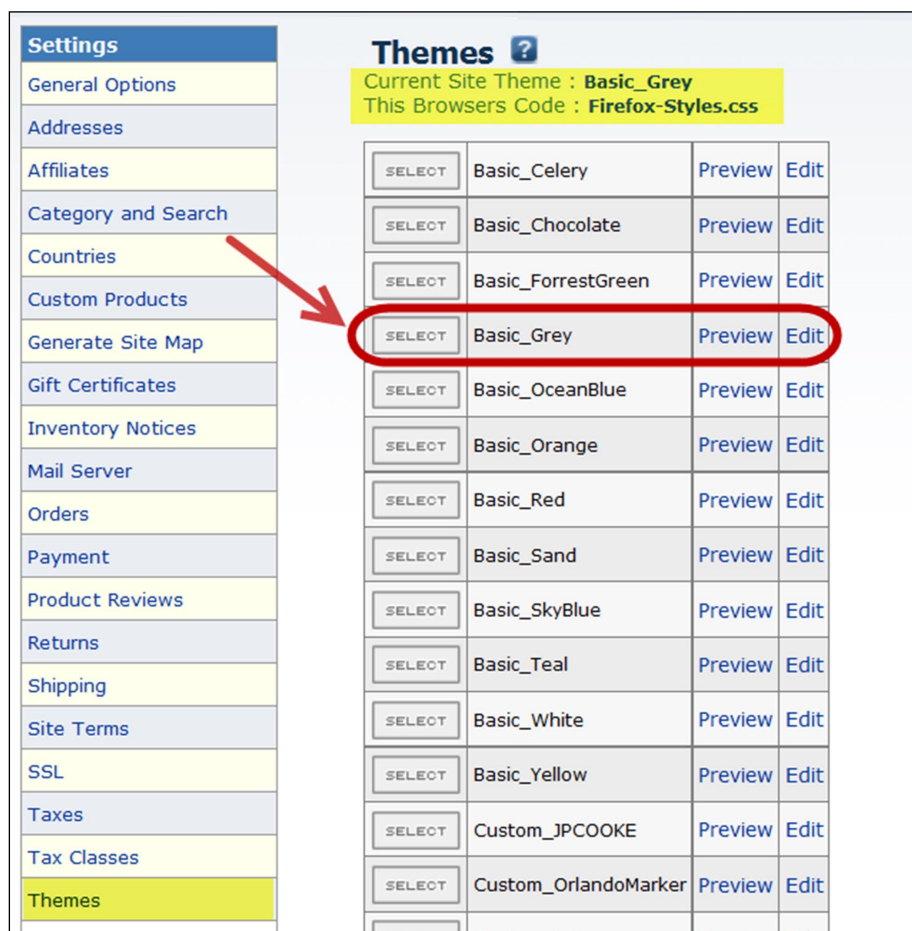 Settings
General Options
Addresses
Affiliates
Category and Search
Countries
Custom Products
Generate Site Map
Gift Certificates
Inventory Notices
Mail Server
Orders
Payment
Product Reviews
Returns
Shipping
Site Terms
SSL
Taxes
Tax Classes
Themes
Themes ?
Current Site Theme : Basic_Grey
This Browsers Code : Firefox-Styles.css
SELECT Basic_Celery Preview Edit
SELECT Basic_Chocolate Preview Edit
SELECT Basic_ForrestGreen Preview Edit
SELECT Basic_Grey Preview Edit
SELECT Basic_OceanBlue Preview Edit
SELECT Basic_Orange Preview Edit
SELECT Basic_Red Preview Edit
SELECT Basic_Sand Preview Edit
SELECT Basic_SkyBlue Preview Edit
SELECT Basic_Teal Preview Edit
SELECT Basic_White Preview Edit
SELECT Basic_Yellow Preview Edit
SELECT Custom_JPCOOKE Preview Edit
SELECT Custom_OrlandoMarker Preview Edit